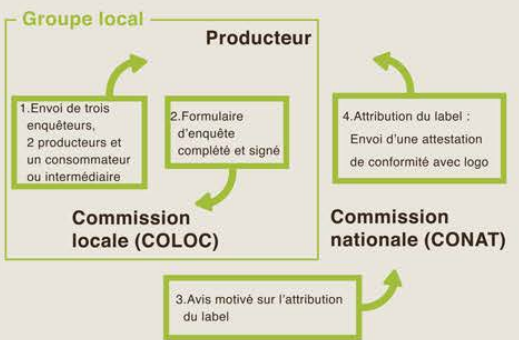 Groupe local
Producteur
1.Envoi de trois
enquêteurs,
2 producteurs et
un consommateur
ou intermédiaire
2.Formulaire
d'enquête
complété et signé
4.Attribution du label :
Envoi d'une attestation
de conformité avec logo
Commission
locale (COLOC)
Commission
nationale (CONAT)
3.Avis motivé sur l'attribution
du label